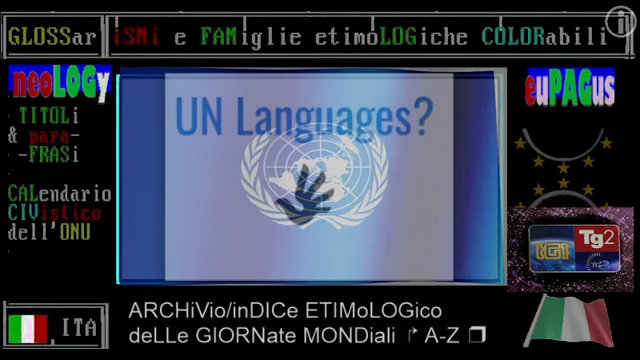 GLOSSar iSMi e FAMiglie etimoLOGiche COLORabili
i
neoLOGy
TITOLi
& para-
-FRASi
CALendario
CIVistico
dell'ONU
UN Languages?
euPAGus
TG1
Tg2
ITA
ARCHiVio/inDICe ETIMoLOGico
deLLe GIORNate MONDiali ↱ A-Z ❐